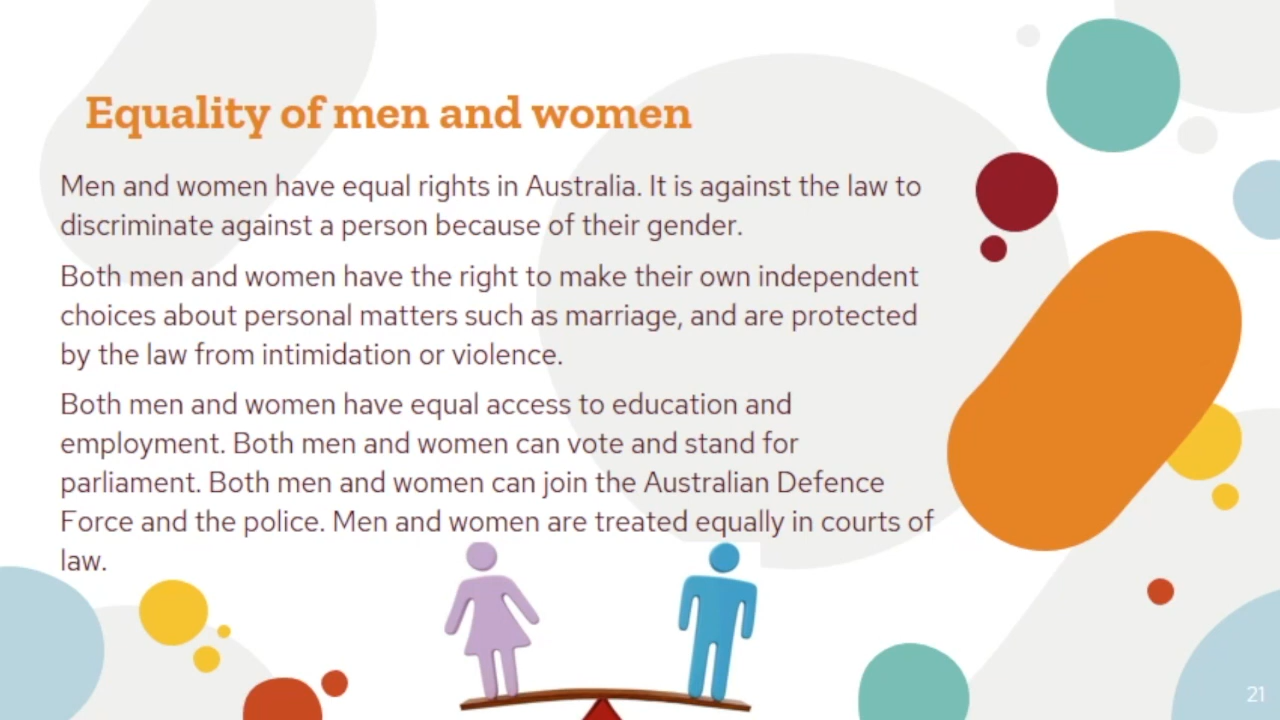 Equality of men and women
Men and women have equal rights in Australia. It is against the law to
discriminate against a person because of their gender.
Both men and women have the right to make their own independent
choices about personal matters such as marriage, and are protected
by the law from intimidation or violence.
Both men and women have equal access to education and
employment. Both men and women can vote and stand for
parliament. Both men and women can join the Australian Defence
Force and the police. Men and women are treated equally in courts of
law.
21